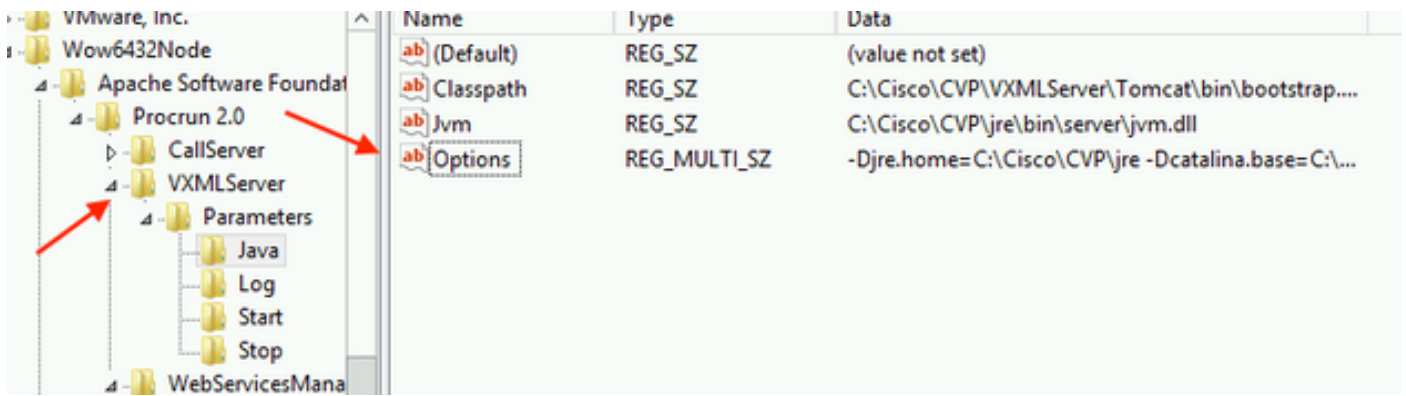 VMware, Inc.
Wow6432Node
Apache Software Foundat
Procrun 2.0
CallServer
VXMLServer
Parameters
Java
Log
Start
Stop
WebServicesMana
Name Type Data
(Default) REG_SZ (value not set)
Classpath REG_SZ C:\Cisco\CVP\VXMLServer\Tomcat\bin\bootstrap....
Jvm REG_SZ C:\Cisco\CVP\jre\bin\server\jvm.dll
Options REG_MULTI_SZ -Djre.home=C:\Cisco\CVP\jre -Dcatalina.base=C:\...